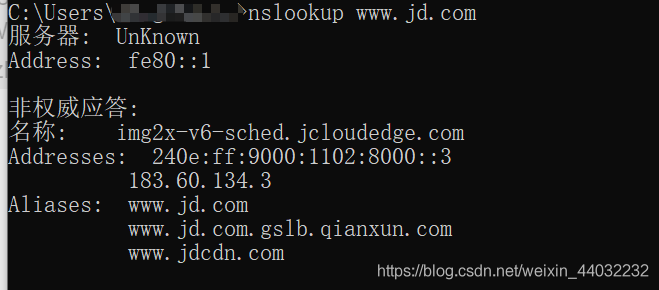 C:\Users\ >nslookup www.jd.com
服务器:  UnKnown
Address:  fe80::1
非权威应答:
名称:    img2x-v6-sched.jcloudedge.com
Addresses:  240e:ff:9000:1102:8000::3
183.60.134.3
Aliases:  www.jd.com
www.jd.com.gslb.qianxun.com
www.jdcdn.com
https://blog.csdn.net/weixin_44032232